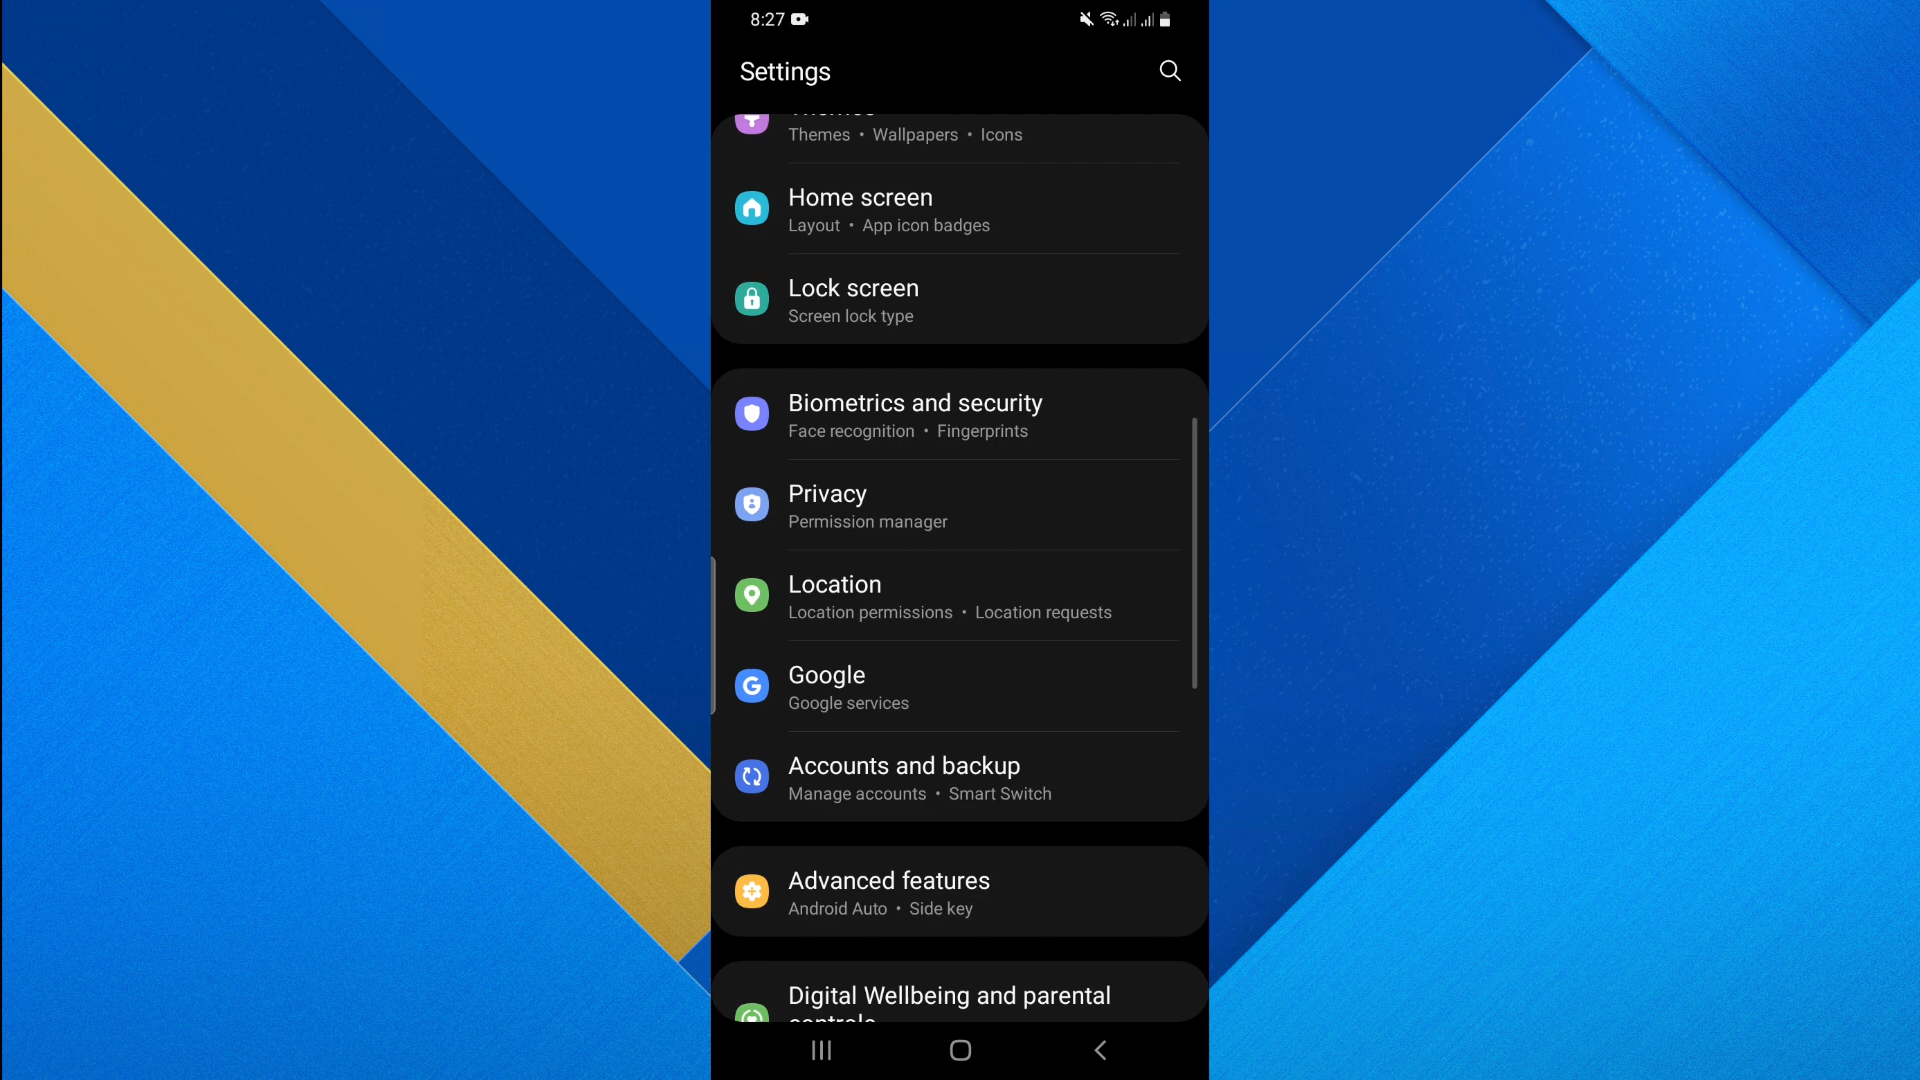 8:27
Settings
Themes • Wallpapers • Icons
Home screen
Layout • App icon badges
Lock screen
Screen lock type
Biometrics and security
Face recognition • Fingerprints
Privacy
Permission manager
Location
Location permissions • Location requests
Google
Google services
Accounts and backup
Manage accounts • Smart Switch
Advanced features
Android Auto • Side key
Digital Wellbeing and parental
controls